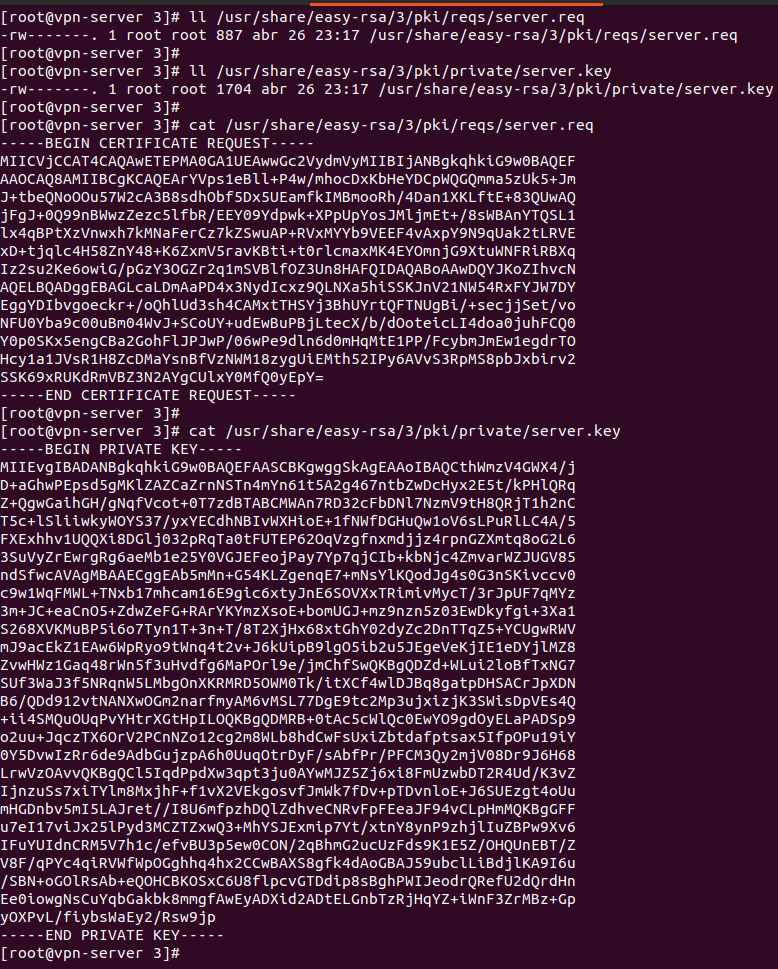 [root@vpn-server 3]# ll /usr/share/easy-rsa/3/pki/reqs/server.req
-rw-------. 1 root root 887 abr 26 23:17 /usr/share/easy-rsa/3/pki/reqs/server.req
[root@vpn-server 3]#
[root@vpn-server 3]# ll /usr/share/easy-rsa/3/pki/private/server.key
-rw-------. 1 root root 1704 abr 26 23:17 /usr/share/easy-rsa/3/pki/private/server.key
[root@vpn-server 3]#
[root@vpn-server 3]# cat /usr/share/easy-rsa/3/pki/reqs/server.req
-----BEGIN CERTIFICATE REQUEST-----
MIICVjCCAT4CAQAwETEPMA0GA1UEAwwGc2VydmVyMIIBIjANBgkqhkiG9w0BAQEF
AAOCAQ8AMIIBCgKCAQEArYVps1eBll+P4w/mhocDxKbHeYDCpWQGQmma5zUk5+Jm
J+tbeQNoOOu57W2cA3B8sdhObf5Dx5UEamfkIMBmooRh/4Dan1XKLftE+83QUwAQ
jFgJ+0Q99nBWwzZezc5lfbR/EEY09Ydpwk+XPpUpYosJMljmEt+/8sWBAnYTQSL1
lx4qBPtXzVnwxh7kMNaFerCz7kZSwuAP+RVxMYYb9VEEF4vAxpY9N9qUak2tLRVE
xD+tjqlc4H58ZnY48+K6ZxmV5ravKBti+t0rlcmaxMK4EYOmnjG9XtuWNFRiRBXq
Iz2su2Ke6owiG/pGzY3OGZr2q1mSVBlfOZ3Un8HAFQIDAQABoAAwDQYJKoZIhvcN
AQELBQADggEBAGLcaLDmAaPD4x3NydIcxz9QLNXa5hiSSKJnV21NW54RxFYJW7DY
EggYDIbvgoeckr+/oQhlUd3sh4CAMxtTHSYj3BhUYrtQFTNUgBi/+secjjSet/vo
NFU0Yba9c00uBm04WvJ+SCoUY+udEwBuPBjLtecX/b/dOoteicLI4doa0juhFCQ0
Y0p0SKx5engCBa2GohFlJPJwP/06wPe9dln6d0mHqMtE1PP/FcybmJmEw1egdrTO
Hcy1a1JVsR1H8ZcDMaYsnBfVzNWM18zygUiEMth52IPy6AVvS3RpMS8pbJxbirv2
SSK69xRUKdRmVBZ3N2AYgCUlxY0MfQ0yEpY=
-----END CERTIFICATE REQUEST-----
[root@vpn-server 3]#
[root@vpn-server 3]# cat /usr/share/easy-rsa/3/pki/private/server.key
-----BEGIN PRIVATE KEY-----
MIIEvgIBADANBgkqhkiG9w0BAQEFAASCBKgwggSkAgEAAoIBAQCthWmzV4GWX4/j
D+aGhwPEpsd5gMKlZAZCaZrnNSTn4mYn61t5A2g467ntbZwDcHyx2E5t/kPHlQRq
Z+QgwGaihGH/gNqfVcot+0T7zdBTABCMWAn7RD32cFbDNl7NzmV9tH8QRjT1h2nC
T5c+lSliiwkyWOYS37/yxYECdhNBIvWXHioE+1fNWfDGHuQw1oV6sLPuRlLC4A/5
FXExhhv1UQQXi8DGlj032pRqTa0tFUTEP62OqVzgfnxmdjjz4rpnGZXmtq8oG2L6
3SuVyZrEwrgRg6aeMb1e25Y0VGJEFeojPay7Yp7qjCIb+kbNjc4ZmvarWZJUGV85
ndSfwcAVAgMBAAECggEAb5mMn+G54KLZgenqE7+mNsYlKQodJg4s0G3nSKivccv0
c9w1WqFMWL+TNxb17mhcam16E9gic6xtyJnE6SOVXxTRimivMycT/3rJpUF7qMYz
3m+JC+eaCnO5+ZdwZeFG+RArYKYmzXsoE+bomUGJ+mz9nzn5z03EwDkyfgi+3Xa1
S268XVKMuBP5i6o7Tyn1T+3n+T/8T2XjHx68xtGhY02dyZc2DnTTqZ5+YCUgwRWV
mJ9acEkZ1EAw6WpRyo9tWnq4t2v+J6kUipB9lgO5ib2u5JEgeVeKjIE1eDYjlMZ8
ZvwHWz1Gaq48rWn5f3uHvdfg6MaPOrl9e/jmChfSwQKBgQDZd+WLui2loBfTxNG7
SUf3WaJ3f5NRqnW5LMbgOnXKRMRD5OWM0Tk/itXCf4wlDJBq8gatpDHSACrJpXDN
B6/QDd912vtNANXwOGm2narfmyAM6vMSL77DgE9tc2Mp3ujxizjK3SWisDpVEs4Q
+ii4SMQuOUqPvYHtrXGtHpILOQKBgQDMRB+0tAc5cWlQc0EwYO9gdOyELaPADSp9
o2uu+JqczTX6OrV2PCnNZo12cg2m8WLb8hdCwFsUxiZbtdafptsax5IfpOPu19iY
0Y5DvwIzRr6de9AdbGujzpA6h0UuqOtrDyF/sAbfPr/PFCM3Qy2mjV08Dr9J6H68
LrwVzOAvvQKBgQCl5IqdPpdXw3qpt3ju0AYwMJZ5Zj6xi8FmUzwbDT2R4Ud/K3vZ
IjnzuSs7xiTYlm8MxjhF+f1vX2VEkgosvfJmWk7fDv+pTDvnloE+J6SUEzgt4oUu
mHGDnbv5mI5LAJret//I8U6mfpzhDQlZdhveCNRvFpFEeaJF94vCLpHmMQKBgGFF
u7eI17viJx25lPyd3MCZTZxwQ3+MhYSJExmip7Yt/xtnY8ynP9zhjlIuZBPw9Xv6
IFuYUIdnCRM5V7h1c/efvBU3p5ew0CON/2qBhmG2ucUzFds9K1E5Z/OHQUnEBT/Z
V8F/qPYc4qiRVWfWpOGghhq4hx2CCwBAXS8gfk4dAoGBAJ59ubclLiBdjlKA9I6u
/SBN+oGOlRsAb+eQOHCBKOSxC6U8flpcvGTDdip8sBghPWIJeodrQRefU2dQrdHn
Ee0iowgNsCuYqbGakbk8mmgfAwEyADXid2ADtELGnbTzRjHqYZ+iWnF3ZrMBz+Gp
yOXPvL/fiybsWaEy2/Rsw9jp
-----END PRIVATE KEY-----
[root@vpn-server 3]#